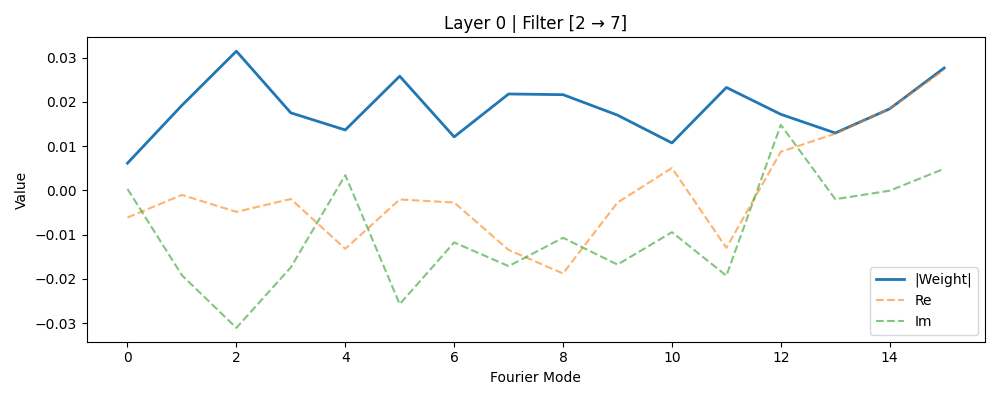 Layer 0 | Filter [2 → 7]
0.03
0.02
0.01
0.00
−0.01
−0.02
−0.03
Value
0 2 4 6 8 10 12 14
Fourier Mode
|Weight|
Re
Im